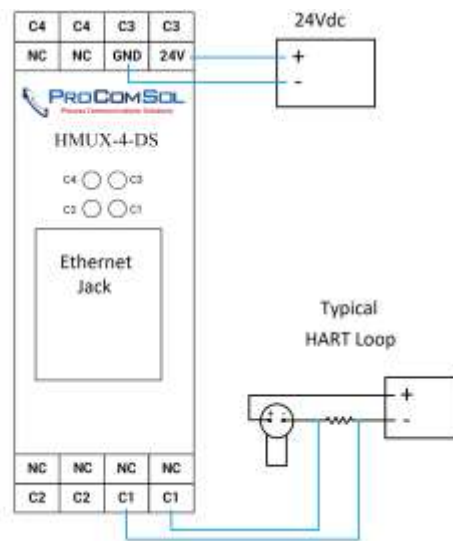 C4 C4 C3 C3
NC NC GND 24V
24Vdc
+
-
PROCOMSOL
Process Communications Solutions
HMUX-4-DS
C4 C3
C2 C1
Ethernet
Jack
Typical
HART Loop
+
-
+ -
NC NC NC NC
C2 C2 C1 C1